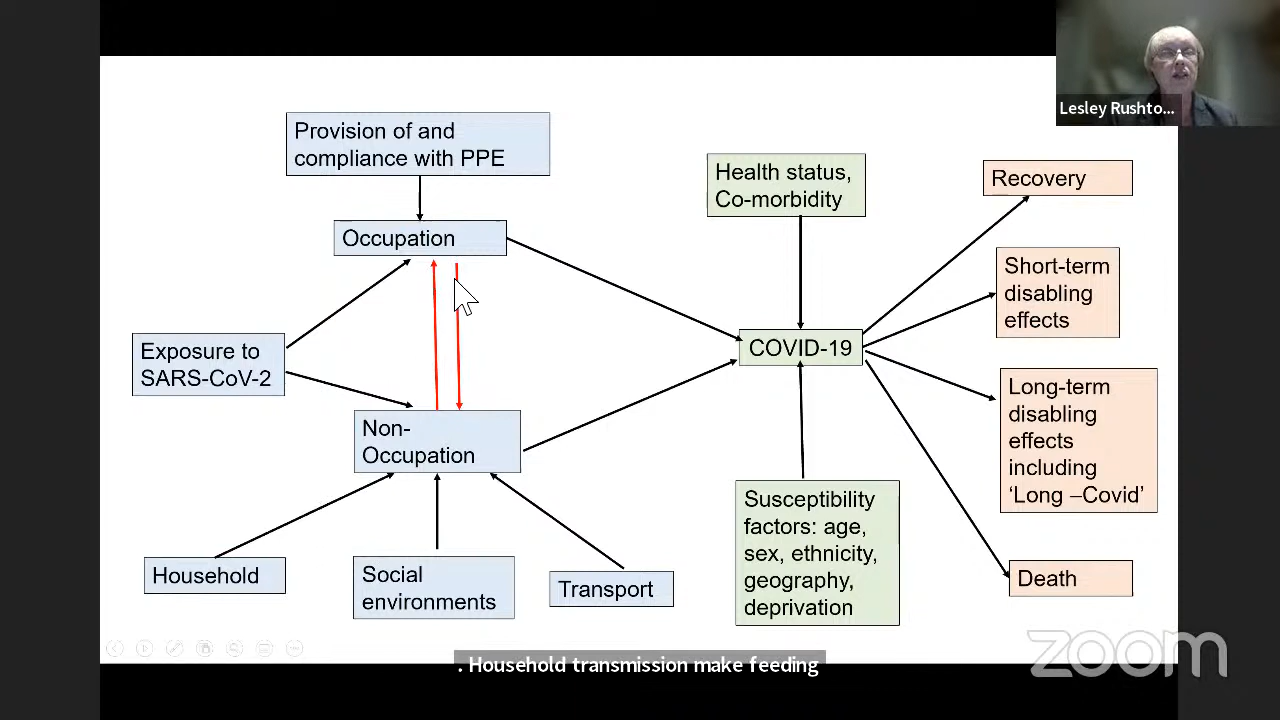 Lesley Rushto...
Provision of and
compliance with PPE
Health status,
Co-morbidity
Recovery
Occupation
Short-term
disabling
effects
Exposure to
SARS-CoV-2
COVID-19
Long-term
disabling
effects
including
‘Long –Covid’
Non-
Occupation
Susceptibility
factors: age,
sex, ethnicity,
geography,
deprivation
Household
Social
environments
Transport
Death
zoom
. Household transmission make feeding